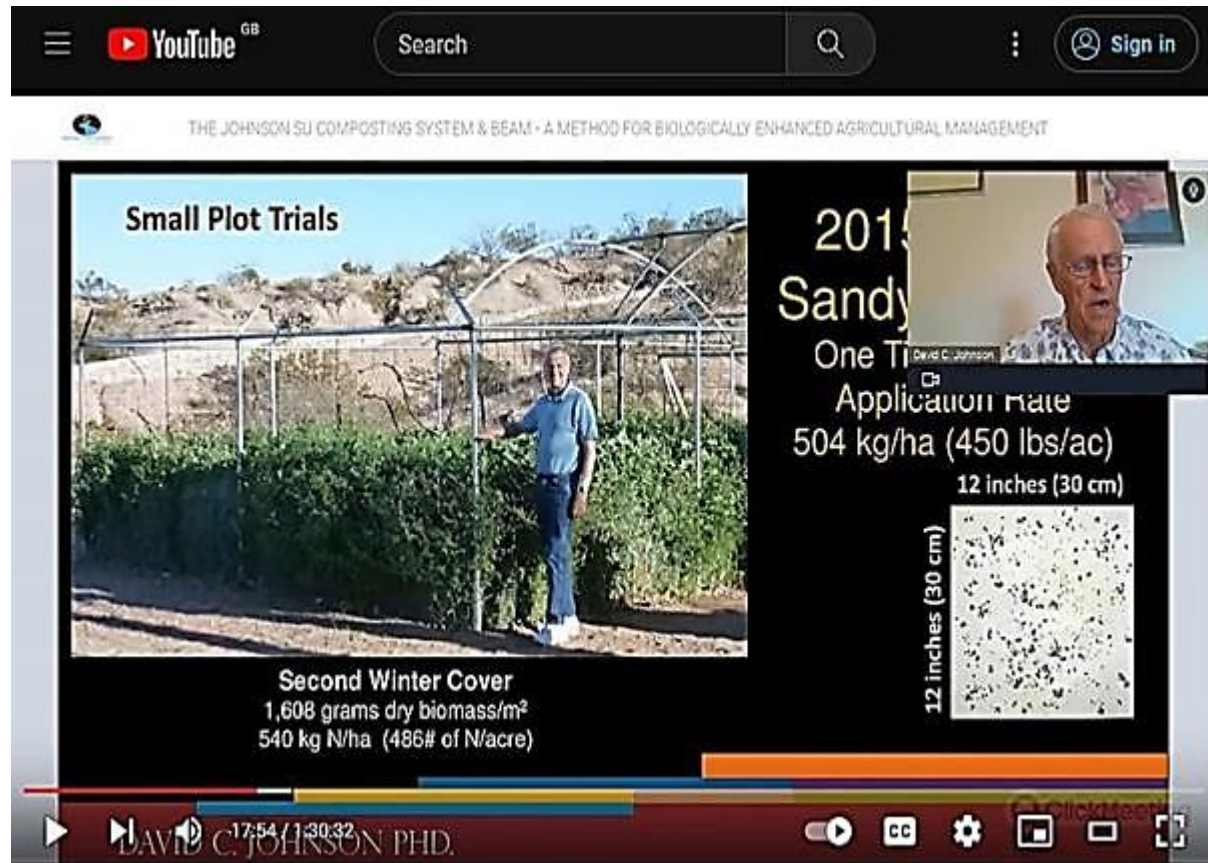 YouTube GB
Search
Sign in
THE JOHNSON SU COMPOSTING SYSTEM & BEAM - A METHOD FOR BIOLOGICALLY ENHANCED AGRICULTURAL MANAGEMENT
Small Plot Trials
201
Sandy
One Ti
Application Rate
504 kg/ha (450 lbs/ac)
David C. Johnson
12 inches (30 cm)
12 inches (30 cm)
Second Winter Cover
1,608 grams dry biomass/m²
540 kg N/ha (486# of N/acre)
ClickMeeting
17:54 / 1:30:32
CC
DAVID C. JOHNSON PHD.